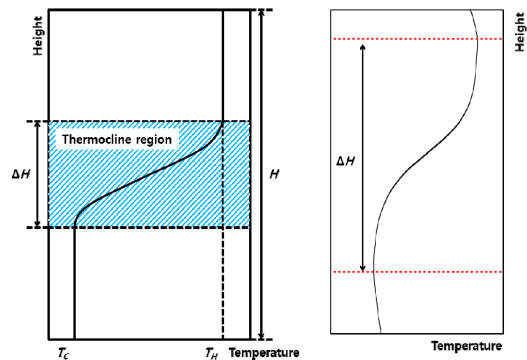 Height
Thermocline region
ΔH
H
T_C
T_H
Temperature
Height
ΔH
Temperature